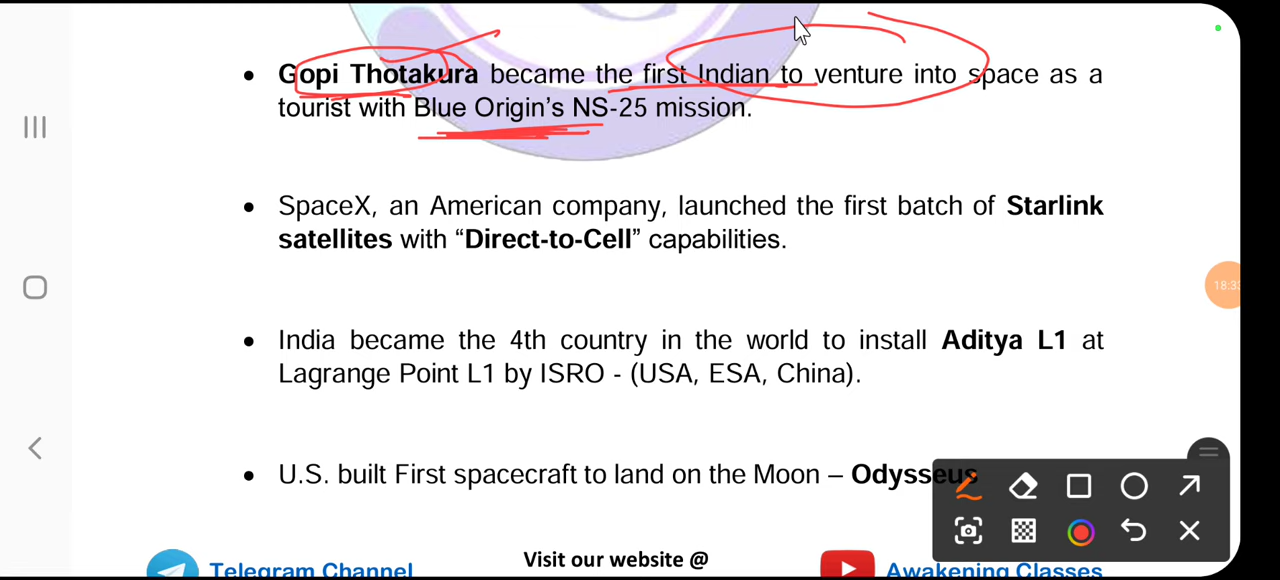 Gopi Thotakura became the first Indian to venture into space as a
tourist with Blue Origin's NS-25 mission.
SpaceX, an American company, launched the first batch of Starlink
satellites with “Direct-to-Cell” capabilities.
18:3
India became the 4th country in the world to install Aditya L1 at
Lagrange Point L1 by ISRO - (USA, ESA, China).
U.S. built First spacecraft to land on the Moon – Odysseus
Telegram Channel
Visit our website @
Awakening Classes